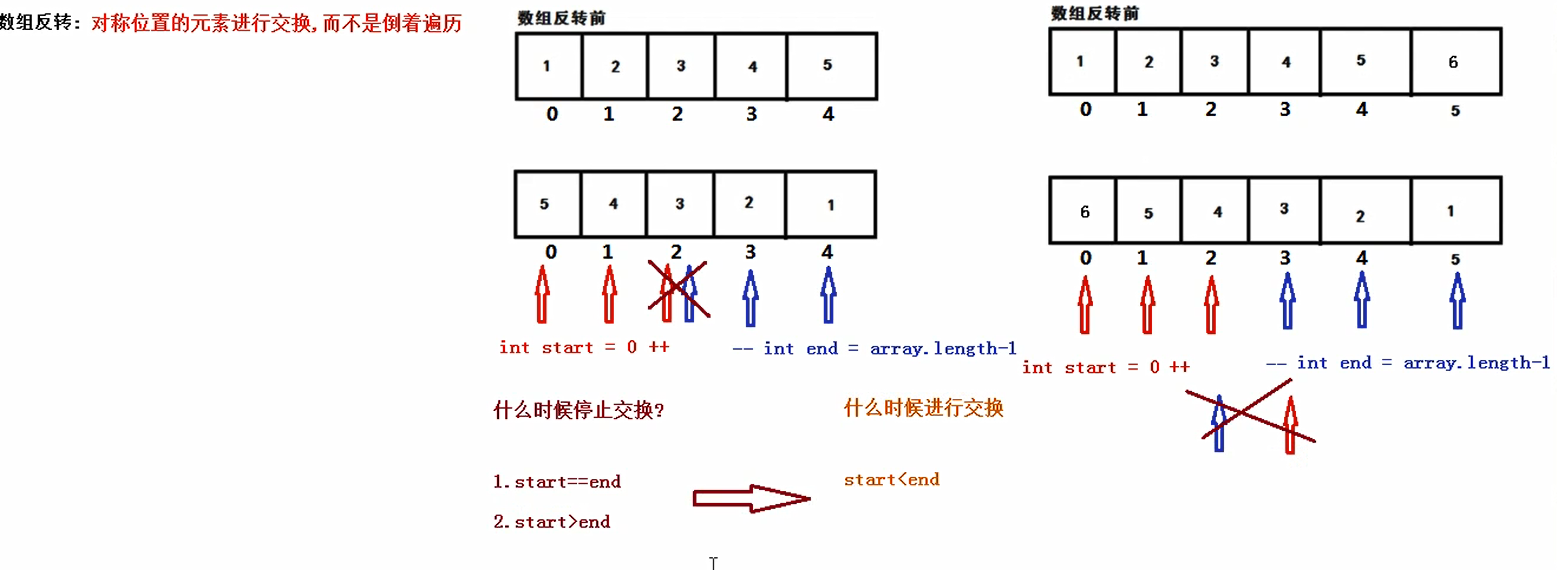 数组反转: 对称位置的元素进行交换,而不是倒着遍历
数组反转前
1 2 3 4 5
0 1 2 3 4
5 4 3 2 1
0 1 2 3 4
int start = 0 ++
-- int end = array.length-1
什么时候停止交换?
什么时候进行交换
1.start==end
2.start>end
start<end
数组反转前
1 2 3 4 5 6
0 1 2 3 4 5
6 5 4 3 2 1
0 1 2 3 4 5
int start = 0 ++
-- int end = array.length-1